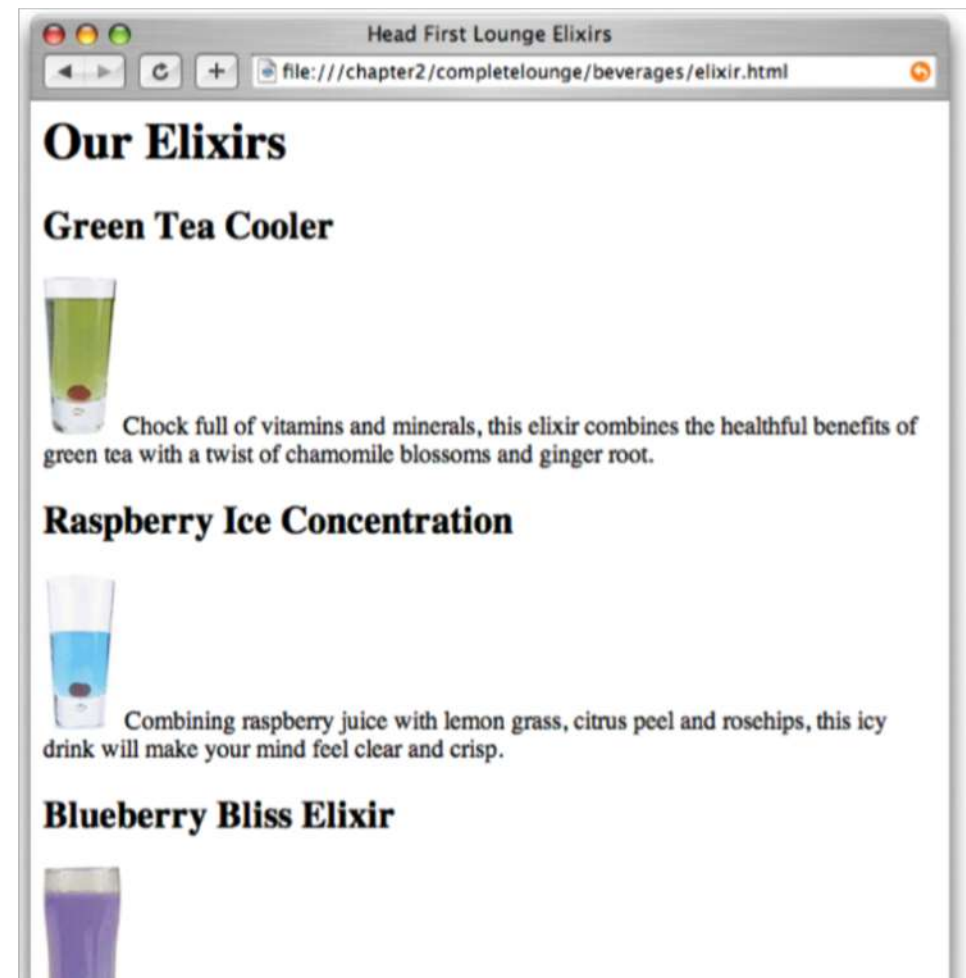 Head First Lounge Elixirs
file:///chapter2/completelounge/beverages/elixir.html
Our Elixirs
Green Tea Cooler
Chock full of vitamins and minerals, this elixir combines the healthful benefits of
green tea with a twist of chamomile blossoms and ginger root.
Raspberry Ice Concentration
Combining raspberry juice with lemon grass, citrus peel and rosehips, this icy
drink will make your mind feel clear and crisp.
Blueberry Bliss Elixir